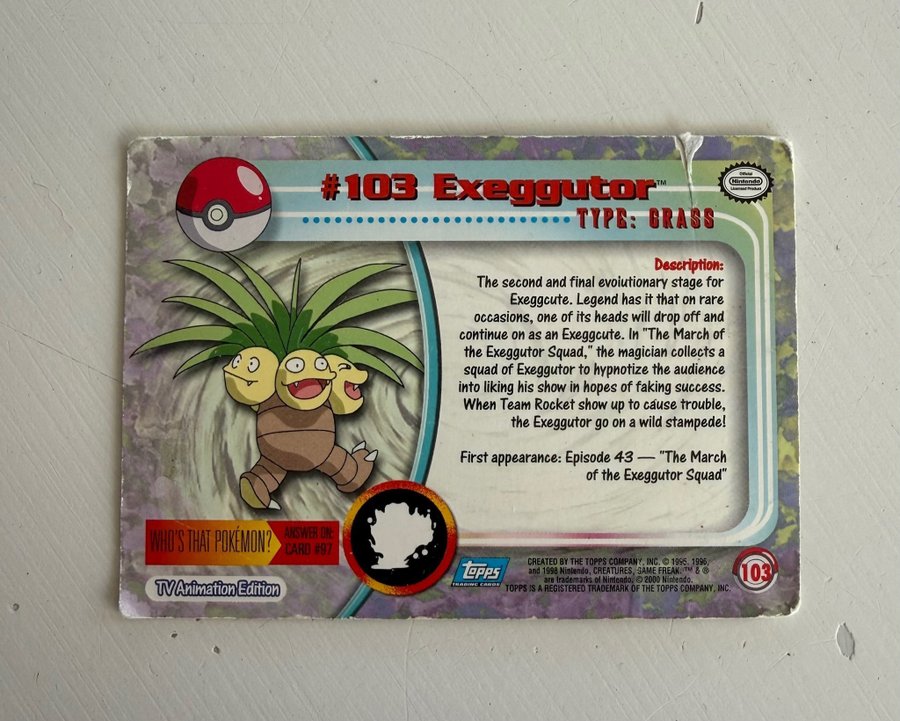 #103 Exeggutor™
TYPE: GRASS
Official
Nintendo
Licensed Product
Description:
The second and final evolutionary stage for
Exeggcute. Legend has it that on rare
occasions, one of its heads will drop off and
continue on as an Exeggcute. In "The March of
the Exeggutor Squad," the magician collects a
squad of Exeggutor to hypnotize the audience
into liking his show in hopes of faking success.
When Team Rocket show up to cause trouble,
the Exeggutor go on a wild stampede!
First appearance: Episode 43 — "The March
of the Exeggutor Squad"
WHO'S THAT POKÉMON?
ANSWER ON:
CARD #97
TV Animation Edition
topps
TRADING CARDS
CREATED BY THE TOPPS COMPANY, INC. © 1995, 1996,
and 1998 Nintendo, CREATURES, GAME FREAK.™ & ®
are trademarks of Nintendo. © 2000 Nintendo.
TOPPS IS A REGISTERED TRADEMARK OF THE TOPPS COMPANY, INC.
103